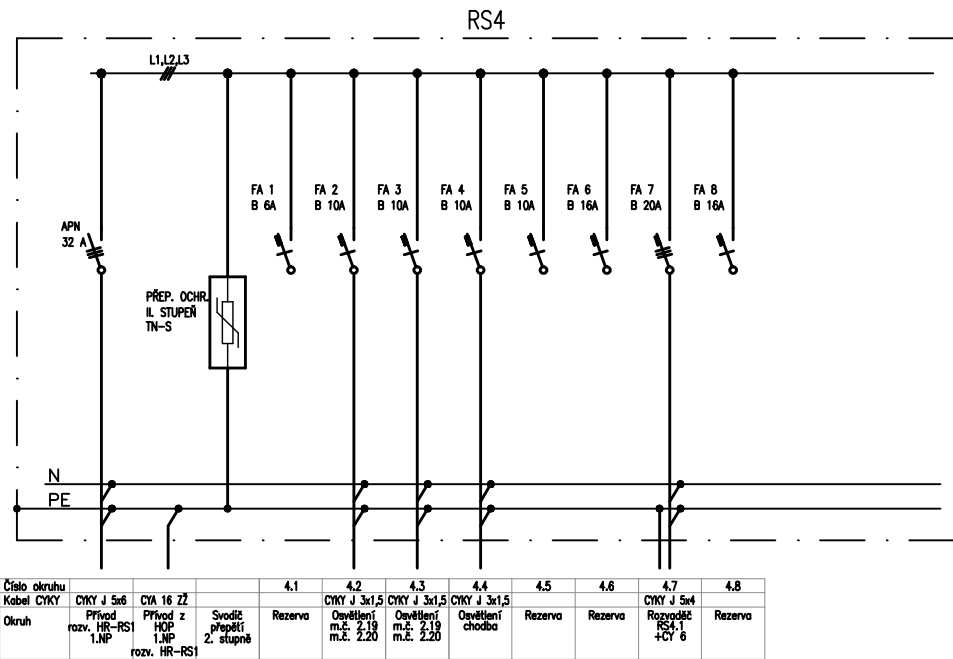 RS4
L1,L2,L3
FA 1
B 6A
FA 2
B 10A
FA 3
B 10A
FA 4
B 10A
FA 5
B 10A
FA 6
B 16A
FA 7
B 20A
FA 8
B 16A
APN
32 A
PŘEP. OCHR.
II. STUPEŇ
TN-S
N
PE
Číslo okruhu 4.1 4.2 4.3 4.4 4.5 4.6 4.7 4.8
Kabel CYKY CYKY J 5x6 CYA 16 ZŽ CYKY J 3x1,5 CYKY J 3x1,5 CYKY J 3x1,5 CYKY J 5x4
Okruh
Přívod
rozv. HR-RS1
1.NP
Přívod z
HOP
1.NP
rozv. HR-RS1
Svodič
přepětí
2. stupně
Rezerva
Osvětlení
m.č. 2.19
m.č. 2.20
Osvětlení
m.č. 2.19
m.č. 2.20
Osvětlení
chodba
Rezerva
Rezerva
Rozvaděč
RS4.1
+CY 6
Rezerva